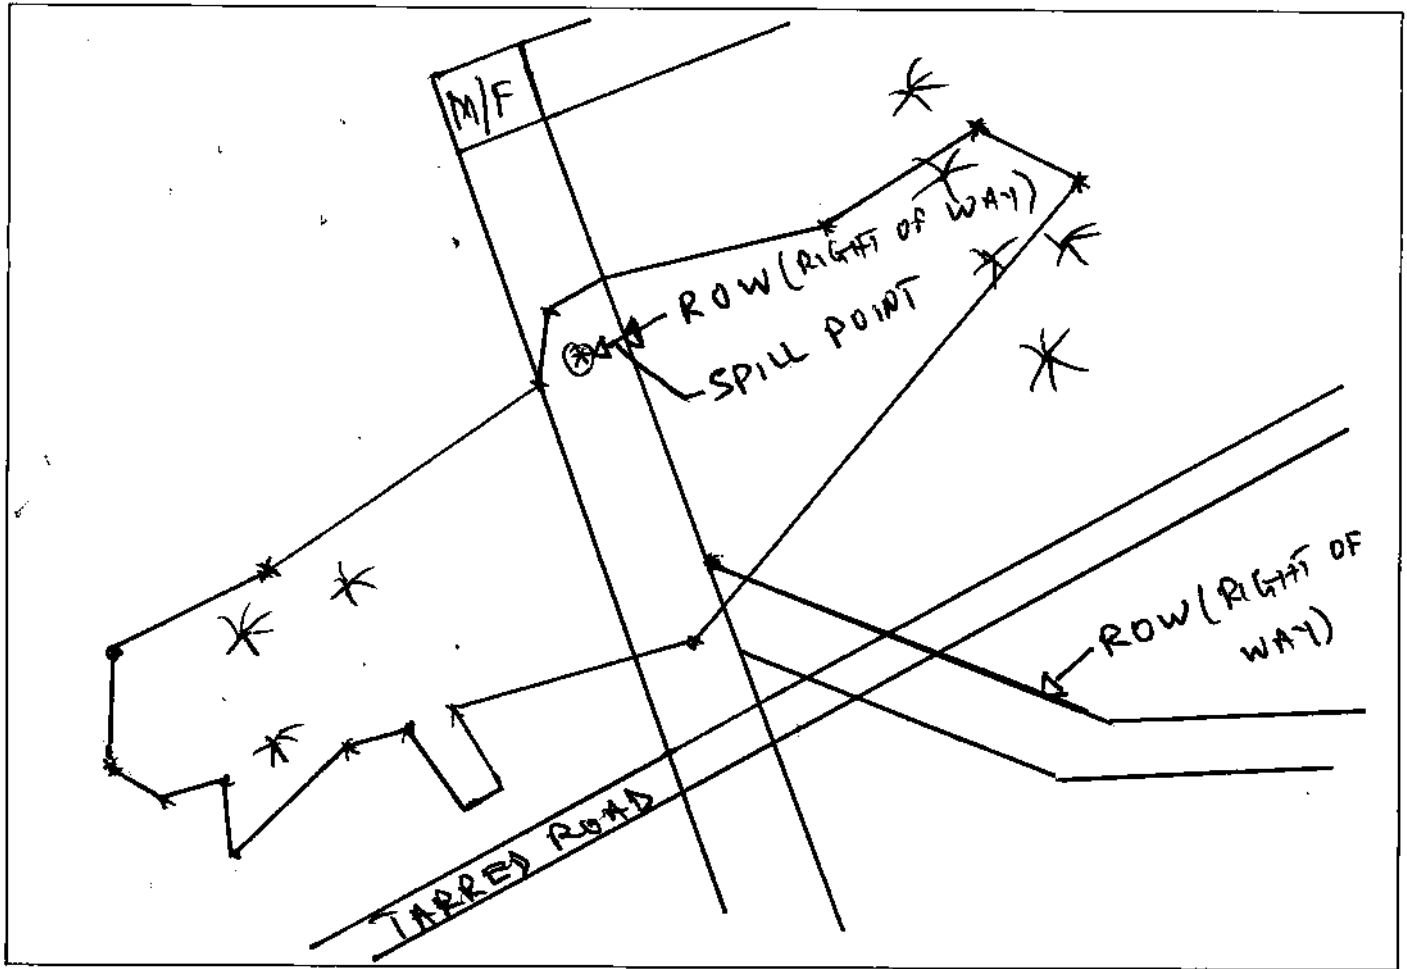 M/F
ROW (RIGHT OF WAY)
SPILL POINT
ROW (RIGHT OF
WAY)
TARRED ROAD